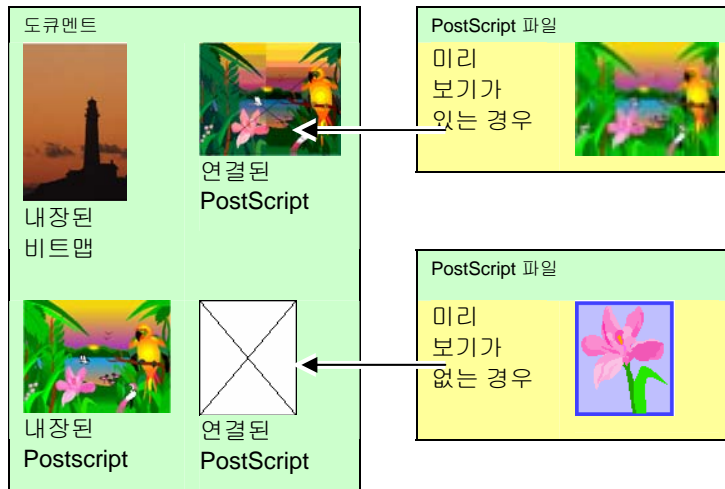 도큐멘트
내장된
비트맵
연결된
PostScript
내장된
Postscript
연결된
PostScript
PostScript 파일
미리
보기가
있는 경우
PostScript 파일
미리
보기가
없는 경우